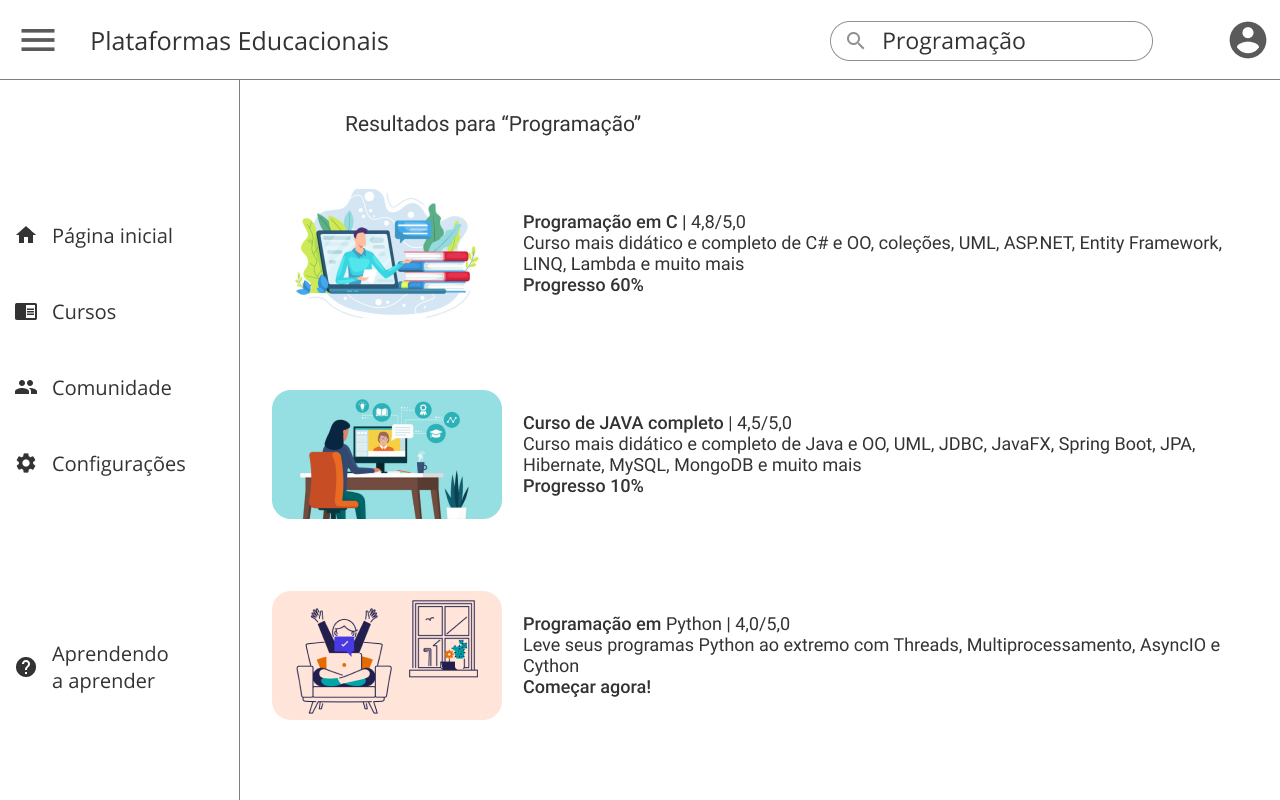 Plataformas Educacionais
Programação
Resultados para “Programação”
Página inicial
Cursos
Comunidade
Configurações
Aprendendo
a aprender
Programação em C | 4,8/5,0
Curso mais didático e completo de C# e OO, coleções, UML, ASP.NET, Entity Framework,
LINQ, Lambda e muito mais
Progresso 60%
Curso de JAVA completo | 4,5/5,0
Curso mais didático e completo de Java e OO, UML, JDBC, JavaFX, Spring Boot, JPA,
Hibernate, MySQL, MongoDB e muito mais
Progresso 10%
Programação em Python | 4,0/5,0
Leve seus programas Python ao extremo com Threads, Multiprocessamento, AsyncIO e
Cython
Começar agora!